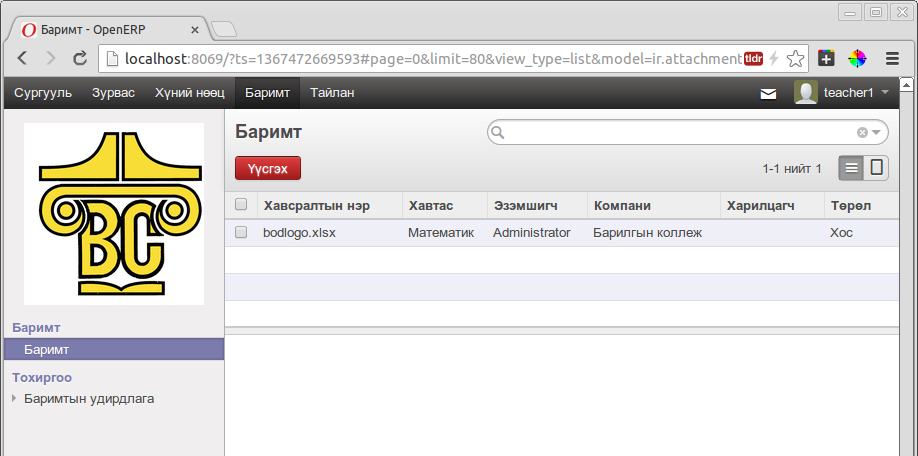 Баримт - OpenERP
localhost:8069/?ts=1367472669593#page=0&limit=80&view_type=list&model=ir.attachment
tldr
Сургууль Зурвас Хүний нөөц Баримт Тайлан teacher1
BC
Баримт
Үүсгэх 1-1 нийт 1
Хавсралтын нэр Хавтас Эзэмшигч Компани Харилцагч Төрөл
bodlogo.xlsx Математик Administrator Барилгын коллеж Хос
Баримт
Баримт
Тохиргоо
Баримтын удирдлага